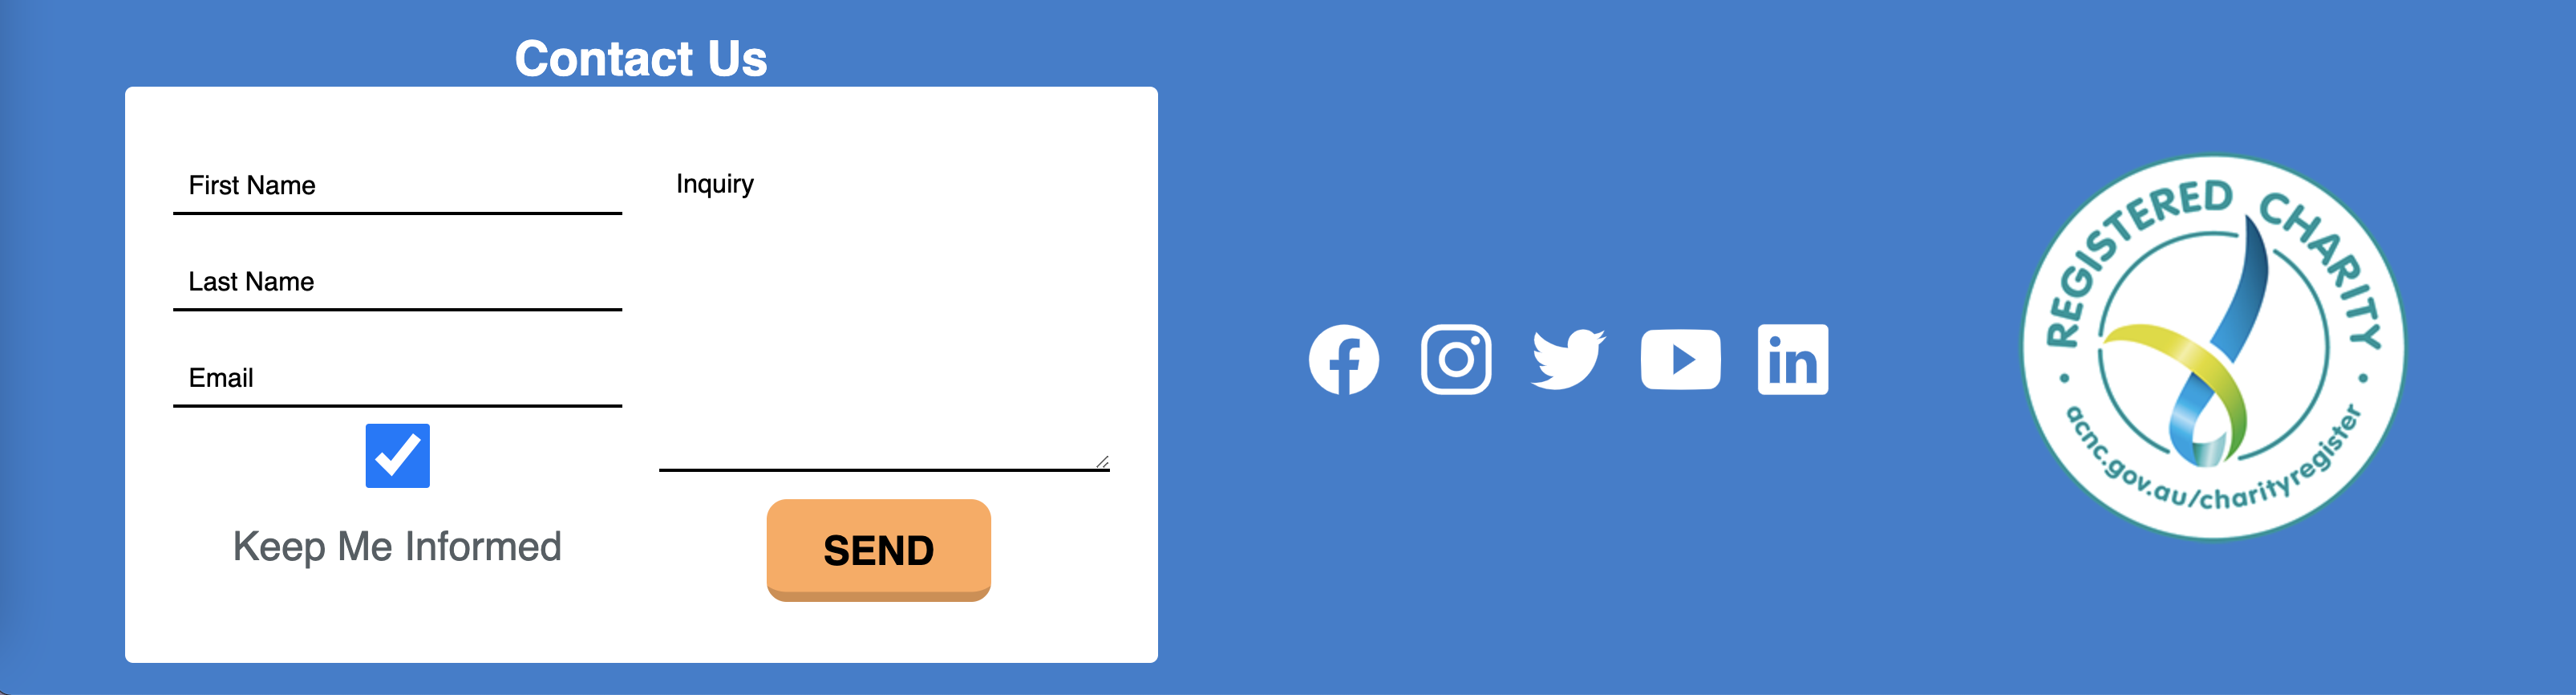 Contact Us
First Name
Last Name
Email
Keep Me Informed
Inquiry
SEND
REGISTERED CHARITY
acnc.gov.au/charityregister